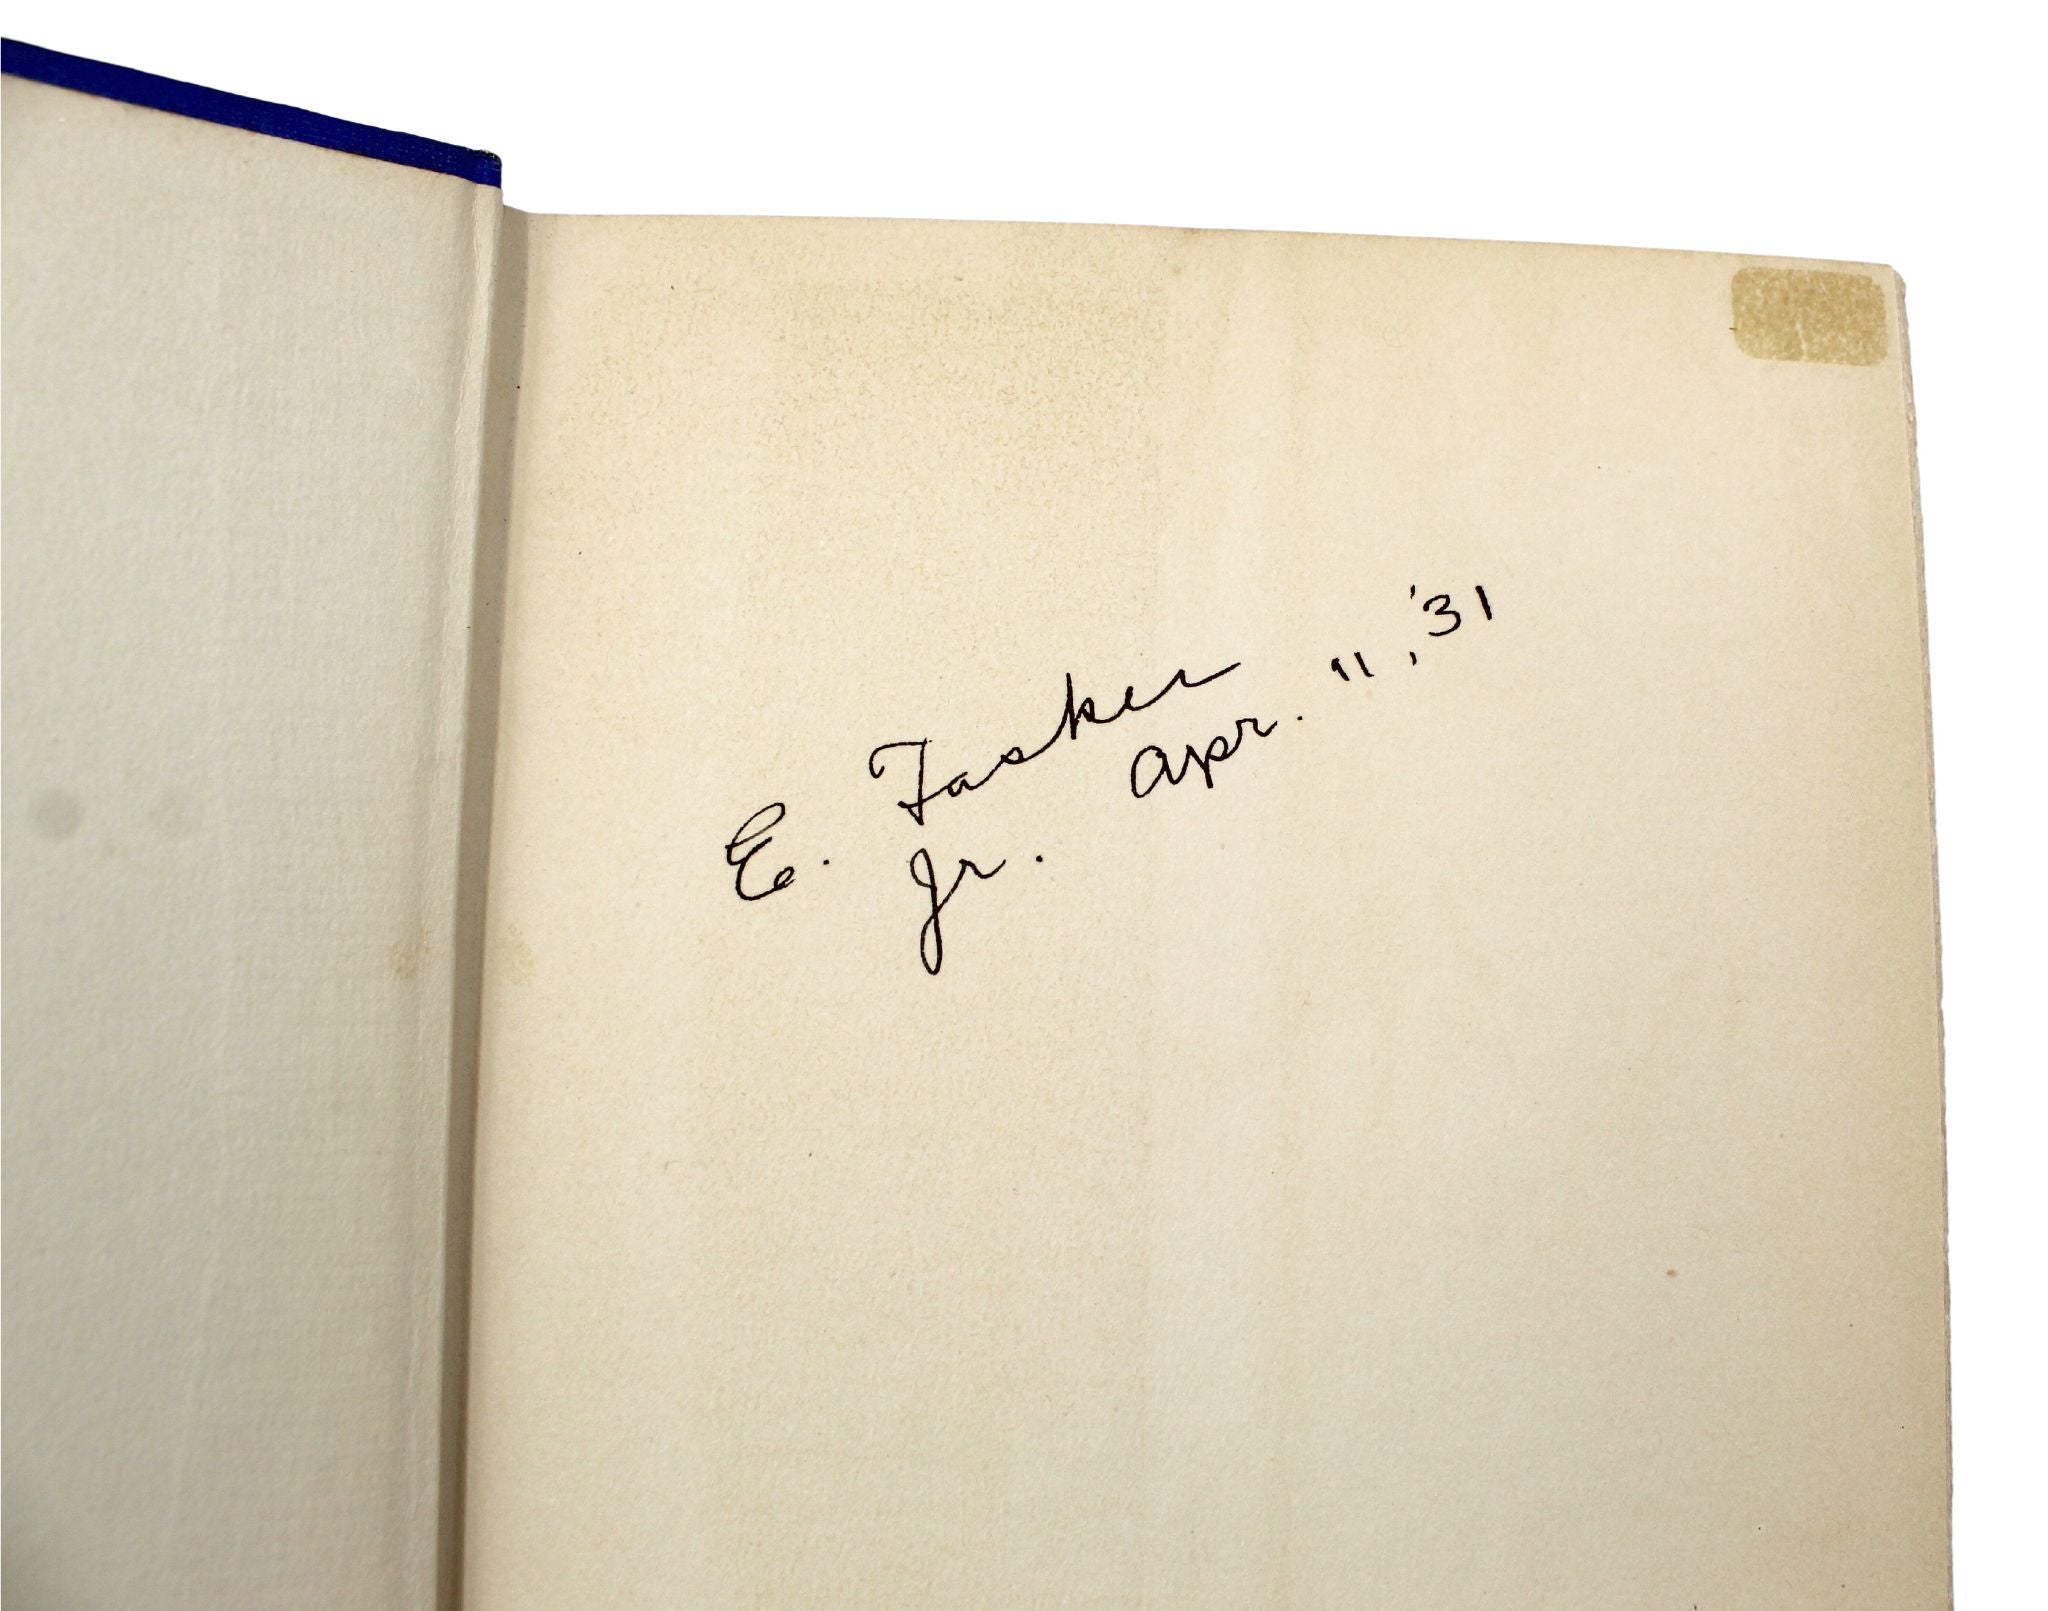 E. Tasker
Jr. Apr. 11, '31